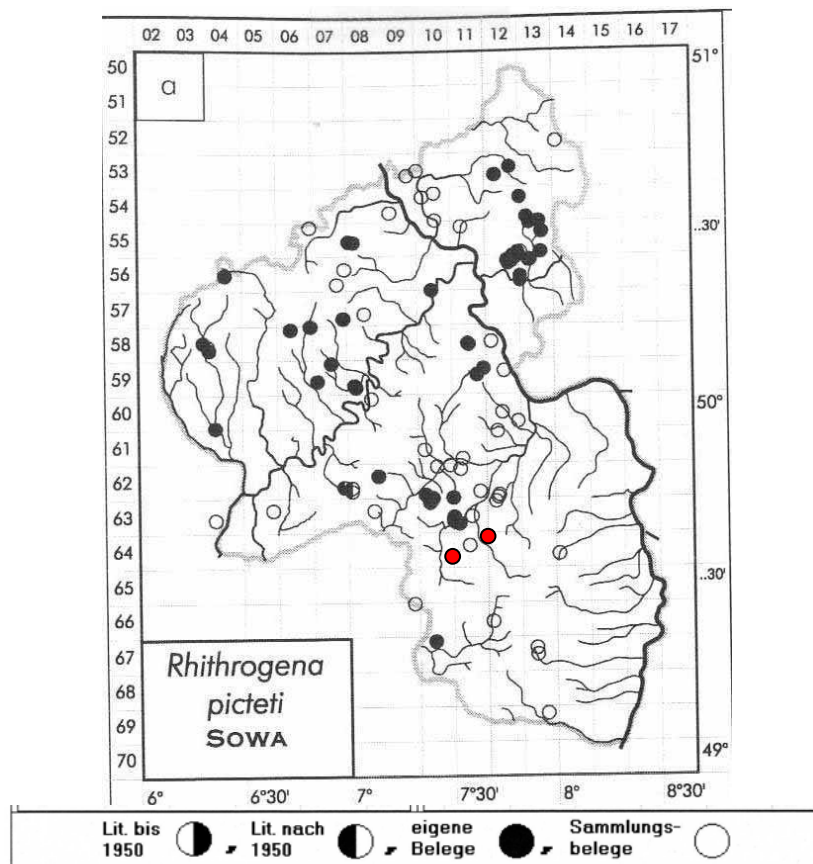 02 03 04 05 06 07 08 09 10 11 12 13 14 15 16 17
50
51
52
53
54
55
56
57
58
59
60
61
62
63
64
65
66
67
68
69
70
a
51°
..30'
50°
..30'
49°
Rhithrogena
picteti
SOWA
6° 6°30' 7° 7°30' 8° 8°30'
Lit. bis
1950
, Lit. nach
1950
, eigene
Belege
, Sammlungs-
belege